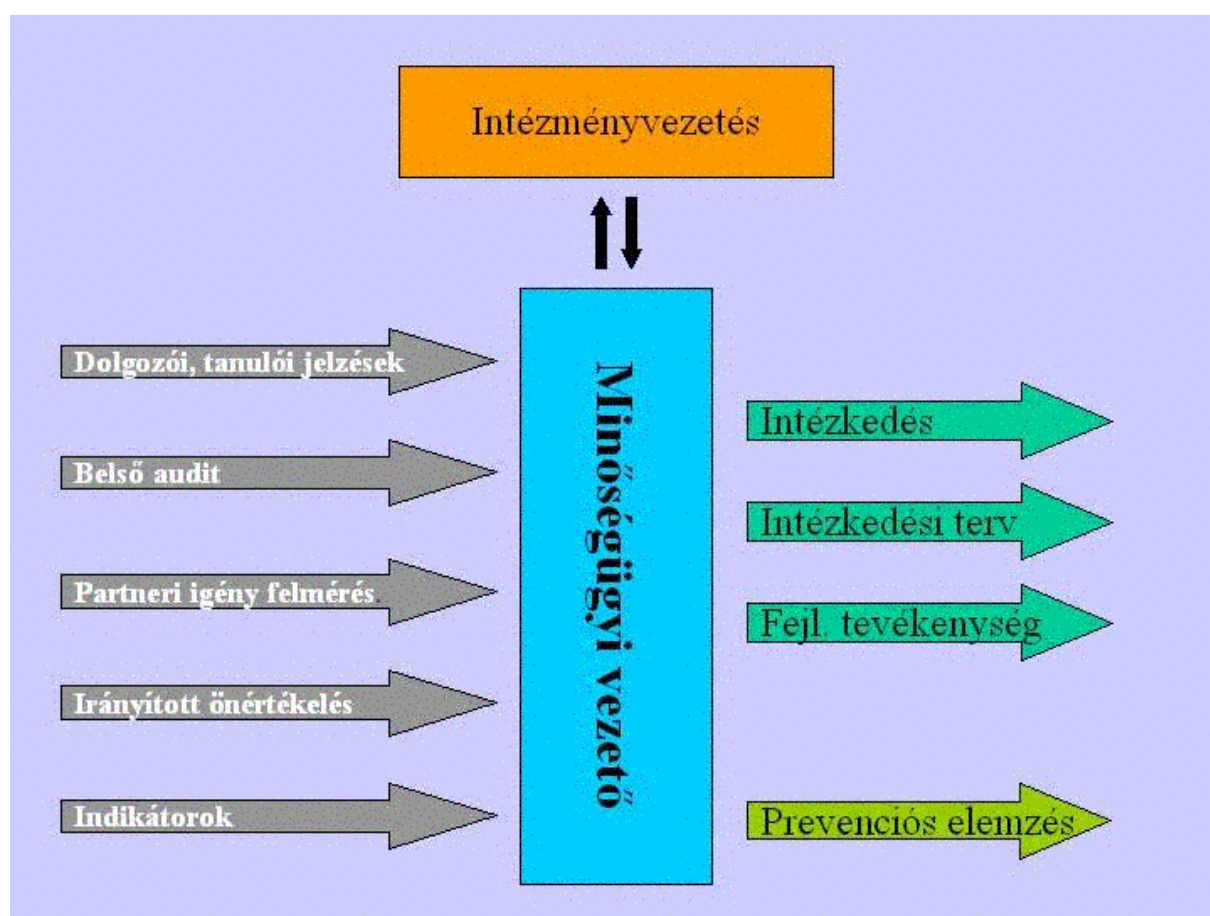 Intézményvezetés
Dolgozói, tanulói jelzések
Belső audit
Partneri igény felmérés.
Irányított önértékelés
Indikátorok
Minőségügyi vezető
Intézkedés
Intézkedési terv
Fejl. tevékenység
Prevenciós elemzés